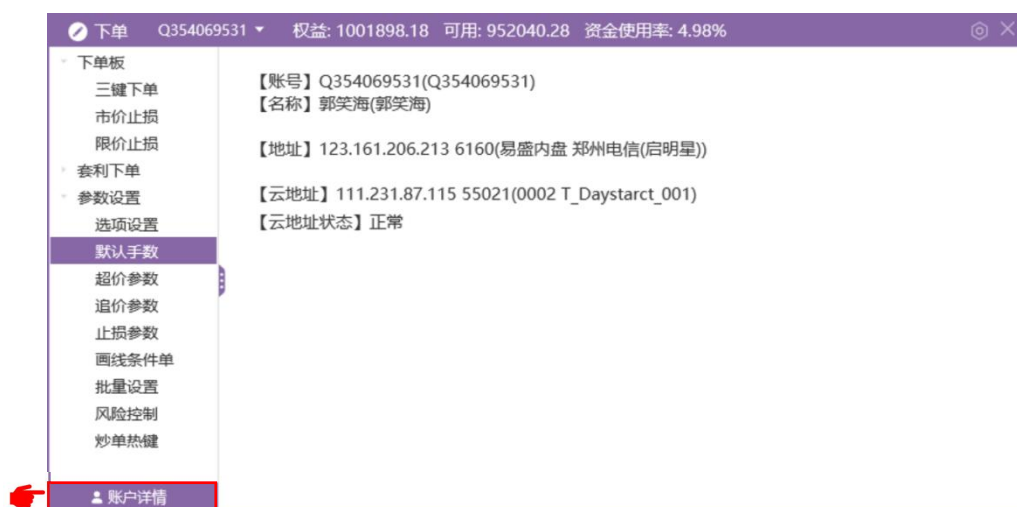 下单 Q354069531 权益: 1001898.18 可用: 952040.28 资金使用率: 4.98%
下单板
三键下单
市价止损
限价止损
套利下单
参数设置
选项设置
默认手数
超价参数
追价参数
止损参数
画线条件单
批量设置
风险控制
炒单热键
账户详情
【账号】Q354069531(Q354069531)
【名称】郭笑海(郭笑海)
【地址】123.161.206.213 6160(易盛内盘 郑州电信(启明星))
【云地址】111.231.87.115 55021(0002 T_Daystarct_001)
【云地址状态】正常